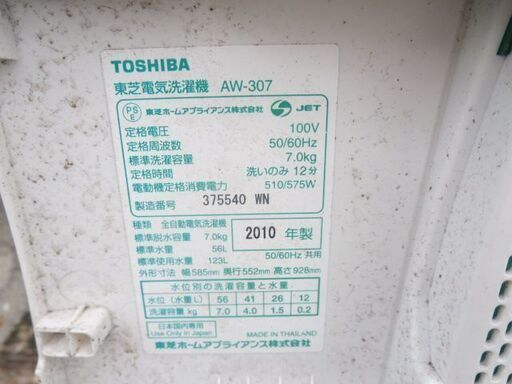 TOSHIBA
東芝電気洗濯機 AW-307
PS
E
東芝ホームアプライアンス株式会社 JET
定格電圧 100V
定格周波数 50/60Hz
標準洗濯容量 7.0kg
定格時間 洗いのみ 12分
電動機定格消費電力 510/575W
製造番号 375540 WN
種類 全自動電気洗濯機
標準脱水容量 7.0kg
2010 年製
標準水量 56L
標準使用水量 123L 50/60Hz 共用
外形寸法 幅585mm 奥行552mm 高さ928mm
水位別の洗濯容量と水量
水位(水量L) 56 41 26 12
洗濯容量kg 7.0 4.0 1.5 0.2
日本国内専用
Use Only in Japan
MADE IN THAILAND
東芝ホームアプライアンス株式会社